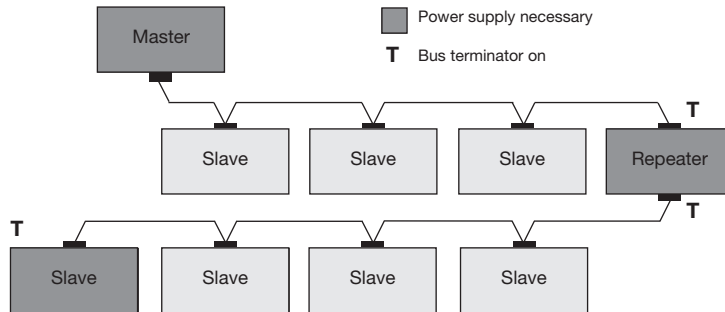 Power supply necessary
Master
T Bus terminator on
T
Slave Slave Slave Repeater
T
T
Slave Slave Slave Slave